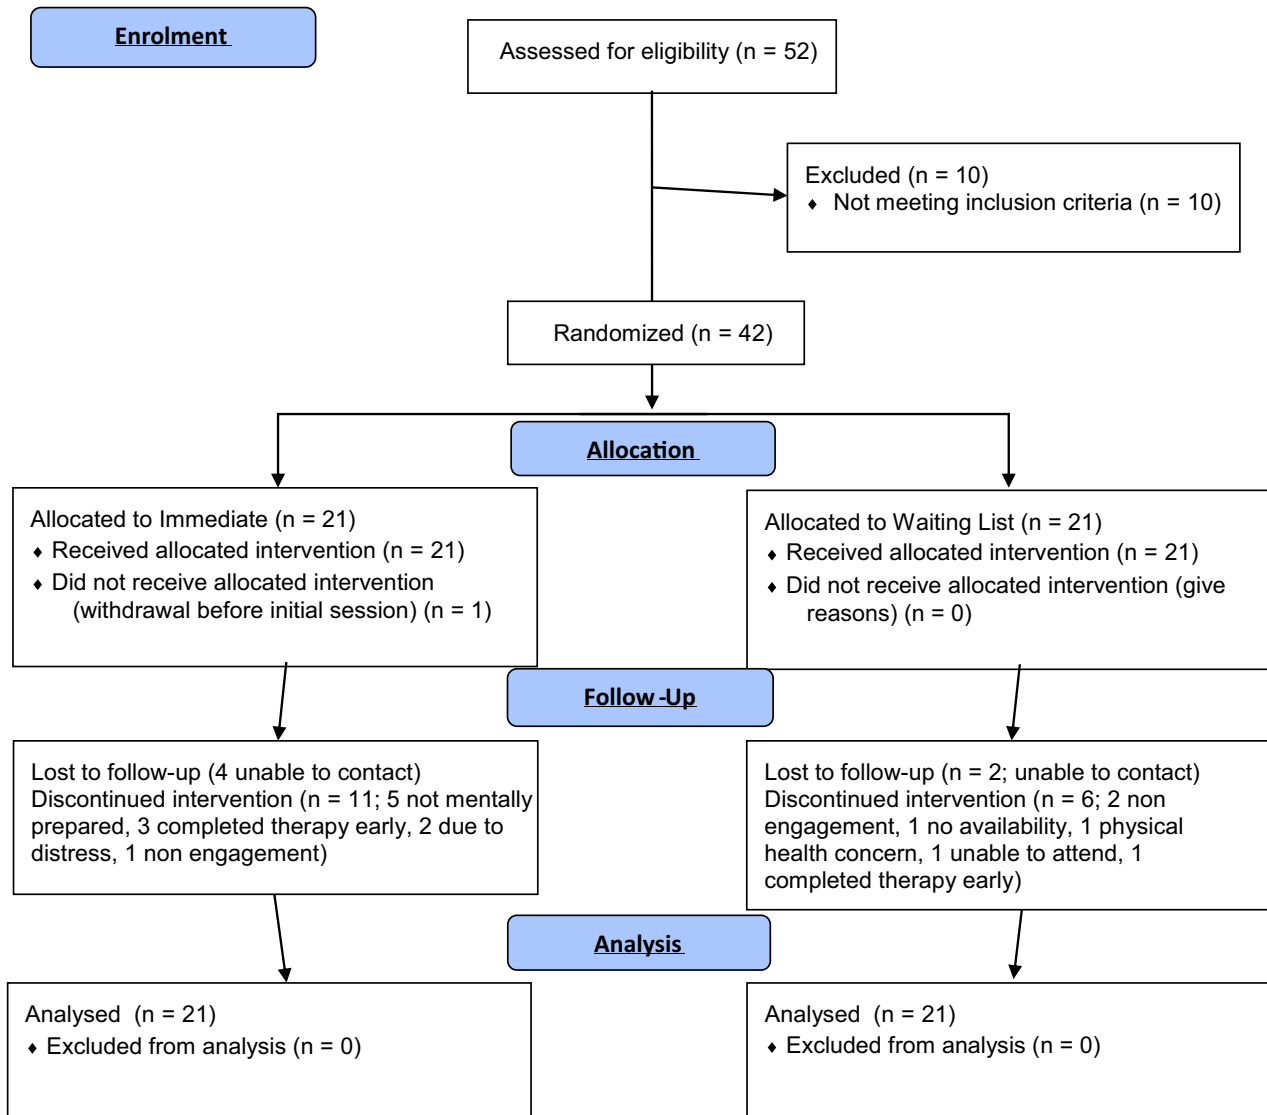 Enrolment
Assessed for eligibility (n = 52)
Excluded (n = 10)
♦ Not meeting inclusion criteria (n = 10)
Randomized (n = 42)
Allocation
Allocated to Immediate (n = 21)
♦ Received allocated intervention (n = 21)
♦ Did not receive allocated intervention
(withdrawal before initial session) (n = 1)
Allocated to Waiting List (n = 21)
♦ Received allocated intervention (n = 21)
♦ Did not receive allocated intervention (give
reasons) (n = 0)
Follow-Up
Lost to follow-up (4 unable to contact)
Discontinued intervention (n = 11; 5 not mentally
prepared, 3 completed therapy early, 2 due to
distress, 1 non engagement)
Lost to follow-up (n = 2; unable to contact)
Discontinued intervention (n = 6; 2 non
engagement, 1 no availability, 1 physical
health concern, 1 unable to attend, 1
completed therapy early)
Analysis
Analysed (n = 21)
♦ Excluded from analysis (n = 0)
Analysed (n = 21)
♦ Excluded from analysis (n = 0)